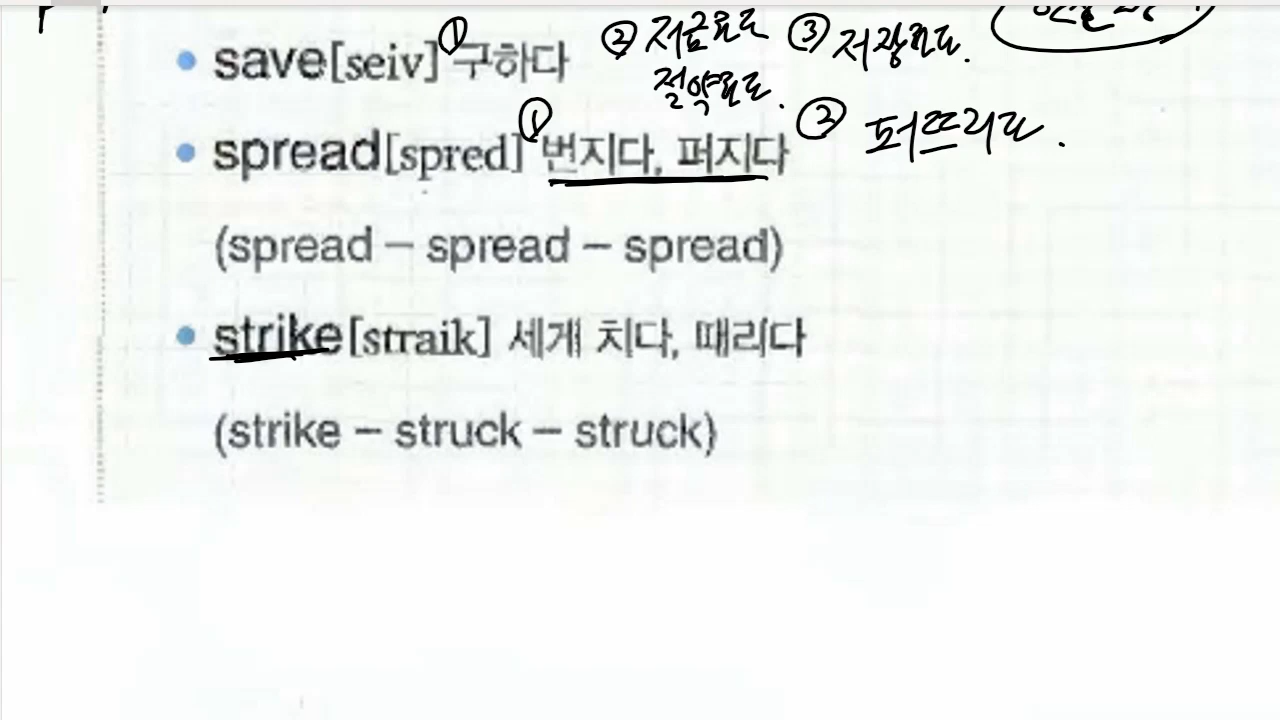 save[seiv] ①구하다 ② 저금하다 ③ 저장하다.
절약하다.
spread[spred] ①번지다, 퍼지다 ② 퍼뜨리다.
(spread – spread – spread)
strike[straik] 세게 치다, 때리다
(strike – struck – struck)